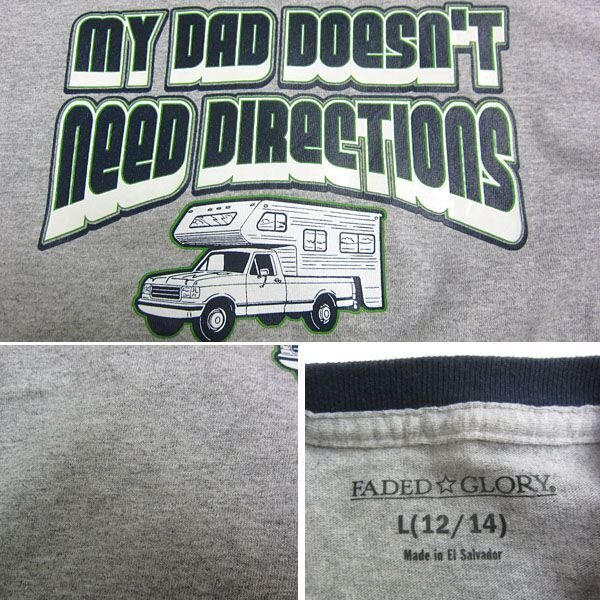 MY DAD DOESN'T
NEED DIRECTIONS
FADED☆GLORY®
L(12/14)
Made in El Salvador